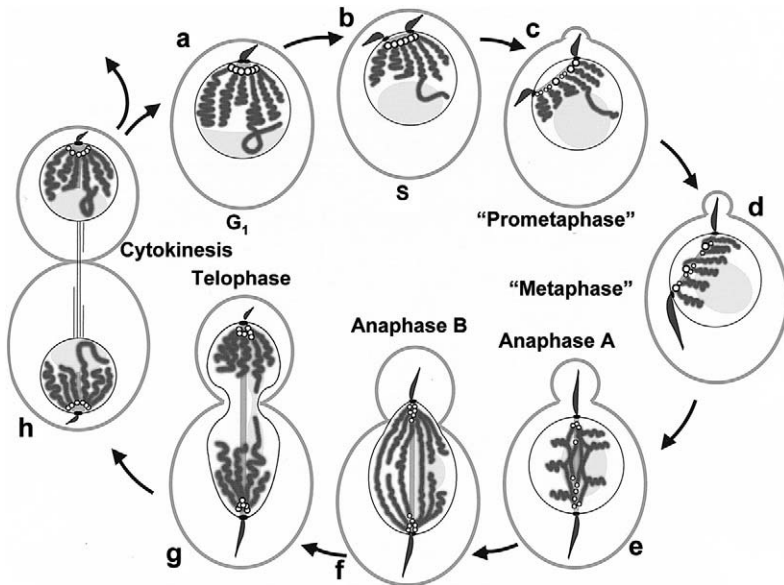 a
b
c
G₁
S
"Prometaphase"
d
"Metaphase"
Cytokinesis
Telophase
Anaphase B
Anaphase A
h
g
f
e